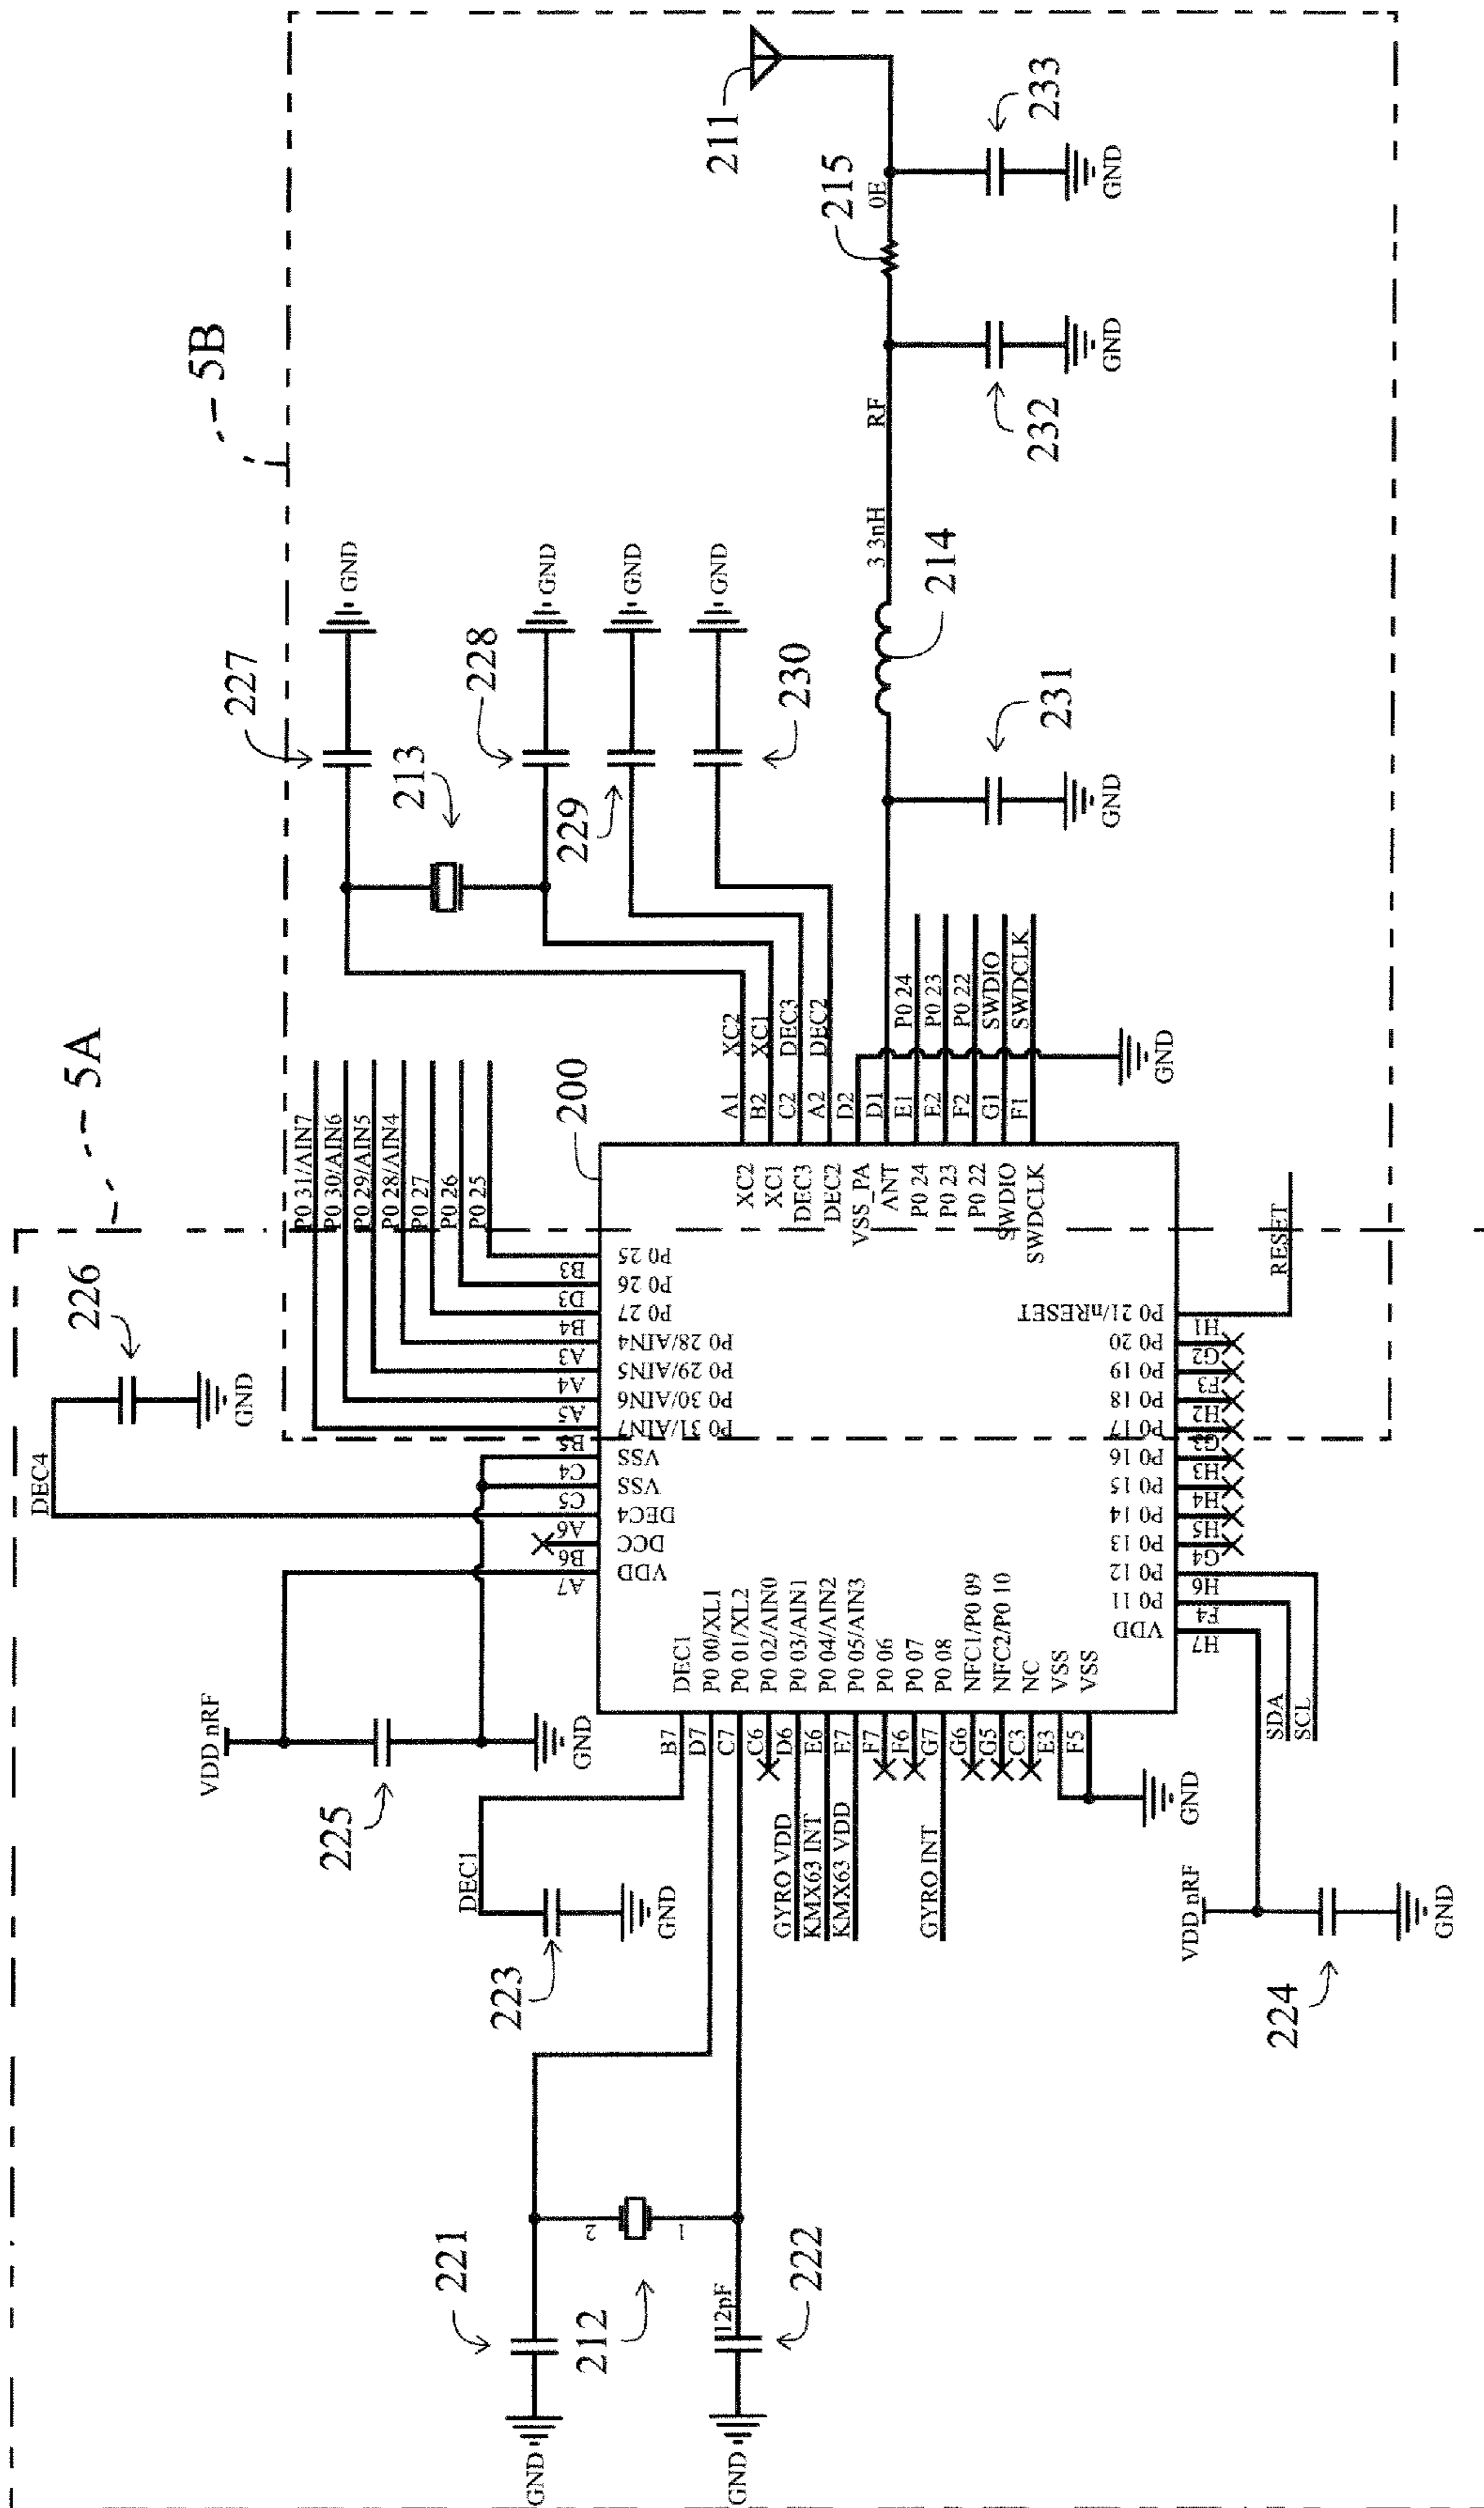 5A
5B
226
DEC4
GND
P0 31/AIN7
P0 30/AIN6
P0 29/AIN5
P0 28/AIN4
P0 27
P0 26
P0 25
227
GND
213
228
GND
229
GND
230
GND
VDD nRF
225
GND
A7
B6
A6
C5
C4
B5
A5
A4
A3
B4
D3
B3
VDD
DCC
DEC4
VSS
VSS
P0 31/AIN7
P0 30/AIN6
P0 29/AIN5
P0 28/AIN4
P0 27
P0 26
P0 25
200
221
GND
2
212
1
12pF
222
GND
DEC1
223
GND
GYRO VDD
KMX63 INT
KMX63 VDD
GYRO INT
B7
D7
C7
C6
D6
E6
E7
F7
F6
G7
G6
G5
C3
E3
F5
DEC1
P0 00/XL1
P0 01/XL2
P0 02/AIN0
P0 03/AIN1
P0 04/AIN2
P0 05/AIN3
P0 06
P0 07
P0 08
NFC1/P0 09
NFC2/P0 10
NC
VSS
VSS
GND
XC2
XC1
DEC3
DEC2
VSS_PA
ANT
P0 24
P0 23
P0 22
SWDIO
SWDCLK
A1
B2
C2
A2
D2
D1
E1
E2
F2
G1
F1
XC2
XC1
DEC3
DEC2
P0 24
P0 23
P0 22
SWDIO
SWDCLK
GND
231
GND
214
3 3nH
RF
232
GND
215
0E
233
GND
211
VDD
P0 11
P0 12
P0 13
P0 14
P0 15
P0 16
P0 17
P0 18
P0 19
P0 20
P0 21/nRESET
H7
F4
H6
G4
H5
H4
H3
G3
H2
F3
G2
H1
RESET
SDA
SCL
VDD nRF
224
GND